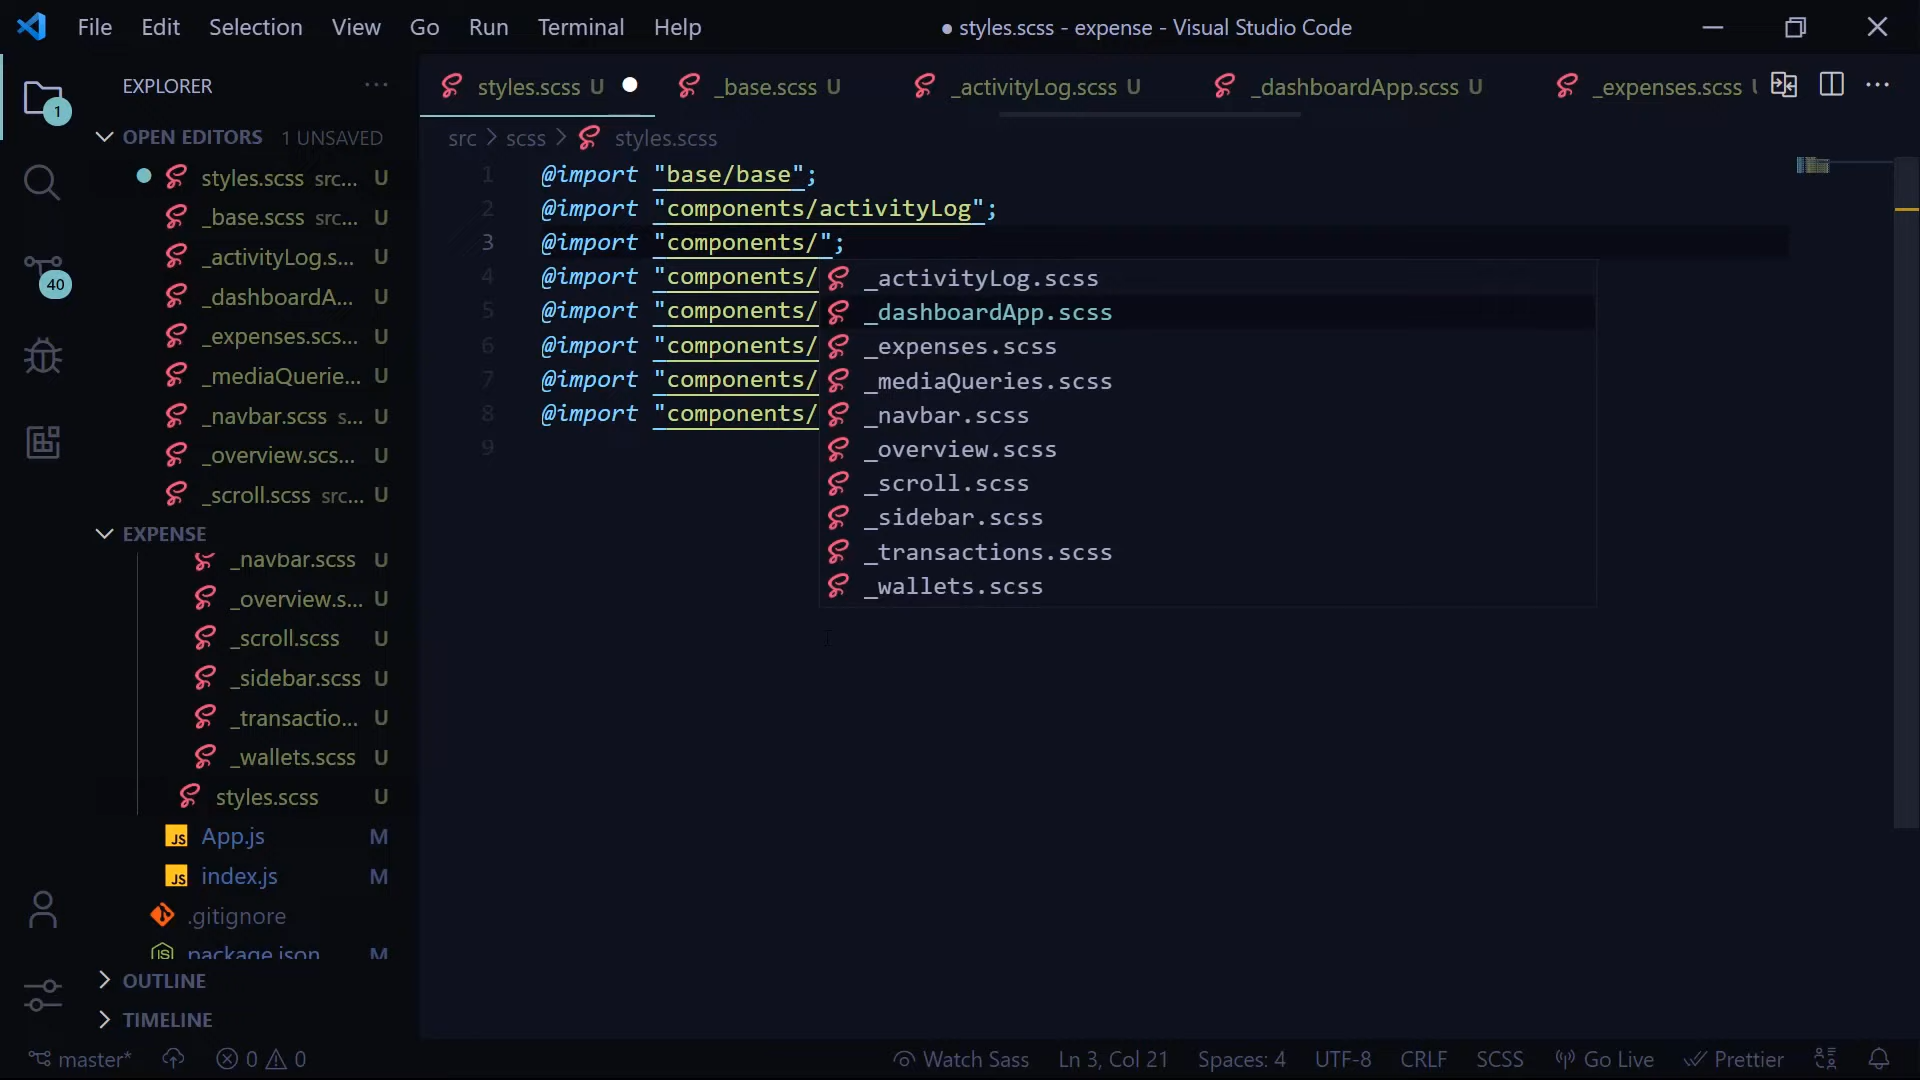 File Edit Selection View Go Run Terminal Help
● styles.scss - expense - Visual Studio Code
EXPLORER
styles.scss U
_base.scss U
_activityLog.scss U
_dashboardApp.scss U
_expenses.scss
1
OPEN EDITORS 1 UNSAVED
src > scss > styles.scss
styles.scss src... U
_base.scss src... U
_activityLog.s... U
_dashboardA... U
_expenses.scs... U
_mediaQuerie... U
_navbar.scss s... U
_overview.scs... U
_scroll.scss src... U
40
EXPENSE
_navbar.scss U
_overview.s... U
_scroll.scss U
_sidebar.scss U
_transactio... U
_wallets.scss U
styles.scss U
JS App.js M
JS index.js M
.gitignore
package.json M
OUTLINE
TIMELINE
1 @import "base/base";
2 @import "components/activityLog";
3 @import "components/";
4 @import "components/
5 @import "components/
6 @import "components/
7 @import "components/
8 @import "components/
9
_activityLog.scss
_dashboardApp.scss
_expenses.scss
_mediaQueries.scss
_navbar.scss
_overview.scss
_scroll.scss
_sidebar.scss
_transactions.scss
_wallets.scss
master* 0 0 Watch Sass Ln 3, Col 21 Spaces: 4 UTF-8 CRLF SCSS Go Live Prettier